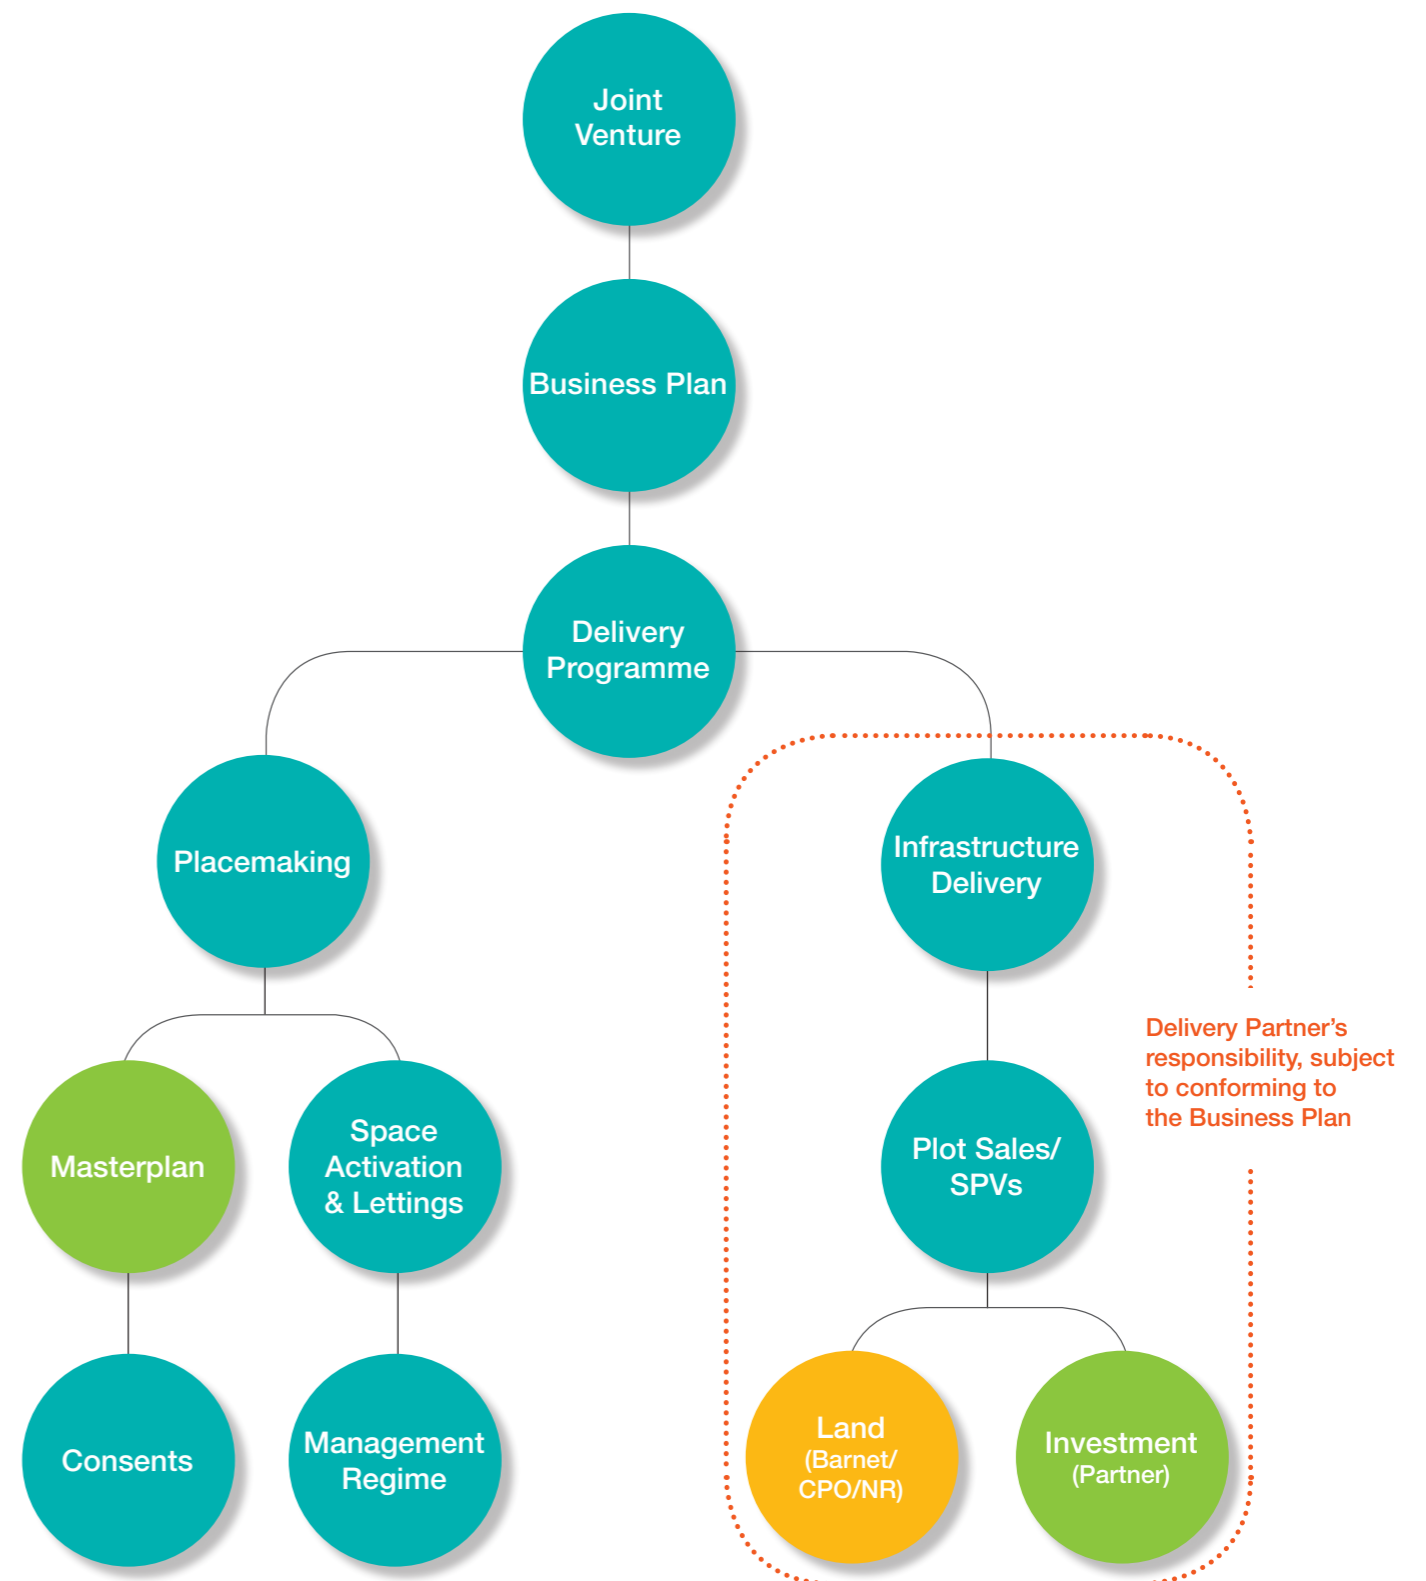 Joint
Venture
Business Plan
Delivery
Programme
Placemaking
Infrastructure
Delivery
Delivery Partner’s
responsibility, subject
to conforming to
the Business Plan
Masterplan
Space
Activation
& Lettings
Plot Sales/
SPVs
Consents
Management
Regime
Land
(Barnet/
CPO/NR)
Investment
(Partner)